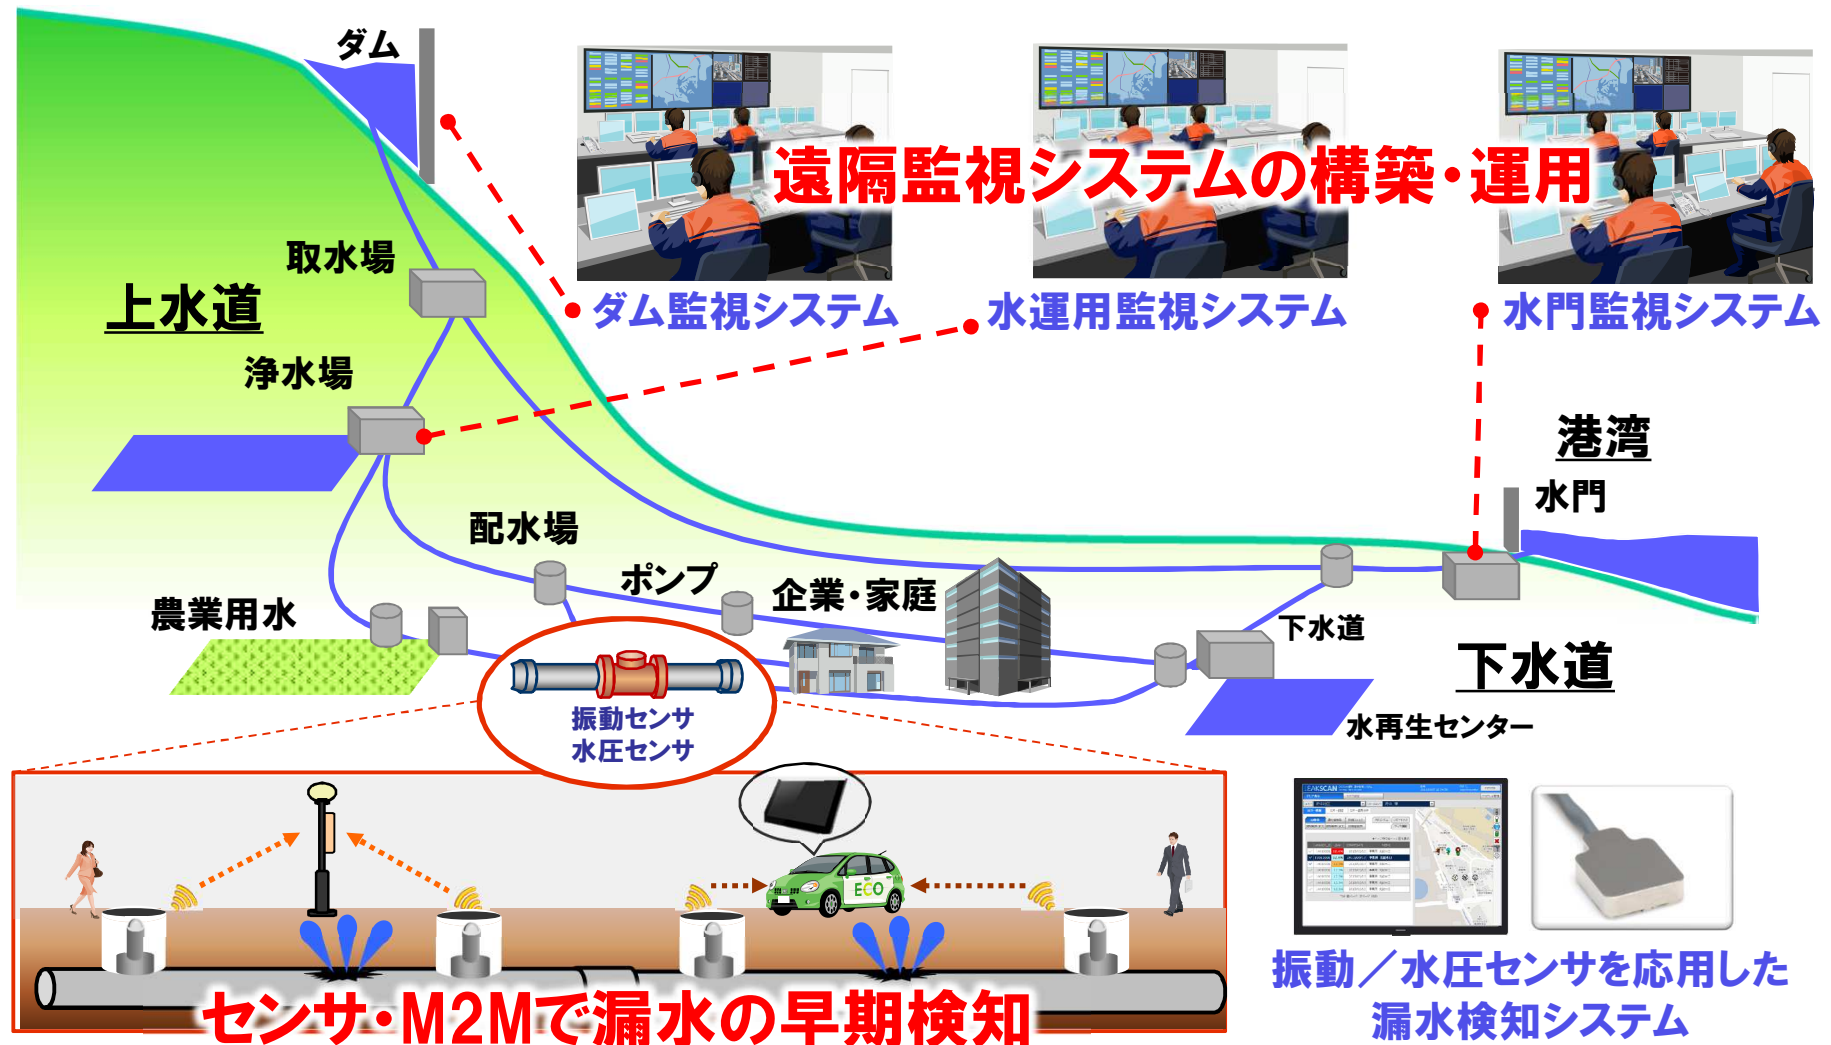 ダム
遠隔監視システムの構築・運用
取水場
上水道
ダム監視システム
水運用監視システム
水門監視システム
浄水場
港湾
水門
配水場
ポンプ
企業・家庭
農業用水
下水道
下水道
振動センサ
水圧センサ
水再生センター
ECO
センサ・M2Mで漏水の早期検知
振動／水圧センサを応用した
漏水検知システム